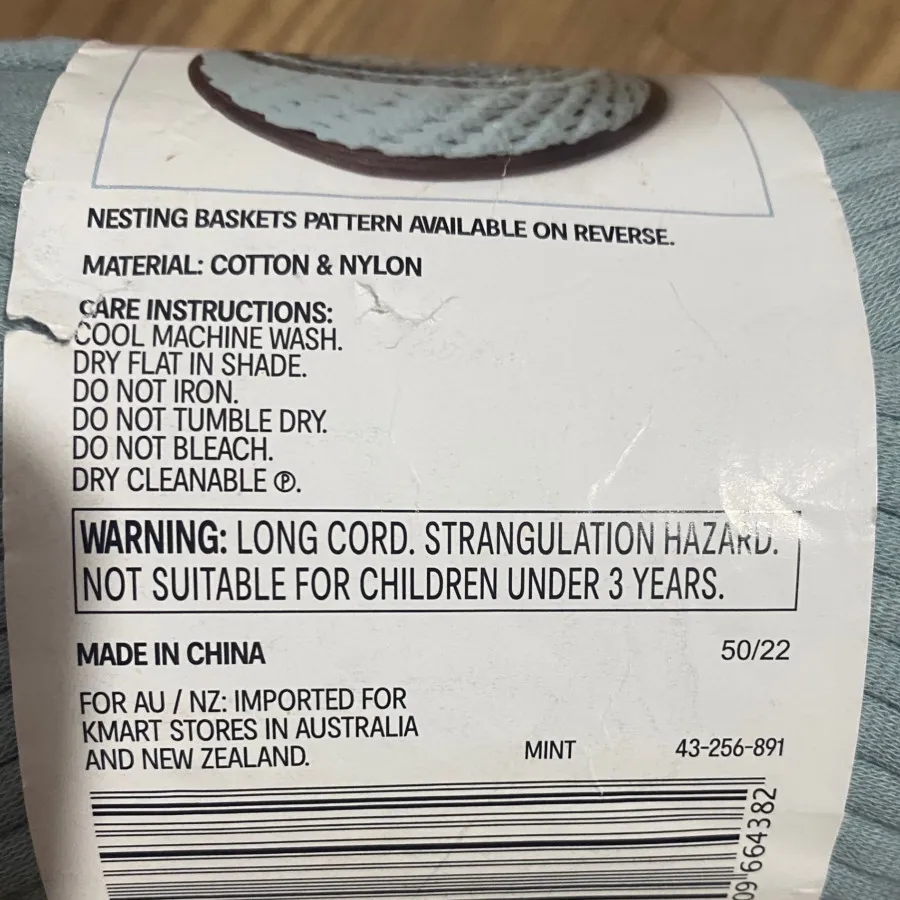 NESTING BASKETS PATTERN AVAILABLE ON REVERSE.
MATERIAL: COTTON & NYLON
CARE INSTRUCTIONS:
COOL MACHINE WASH.
DRY FLAT IN SHADE.
DO NOT IRON.
DO NOT TUMBLE DRY.
DO NOT BLEACH.
DRY CLEANABLE Ⓟ.
WARNING: LONG CORD. STRANGULATION HAZARD.
NOT SUITABLE FOR CHILDREN UNDER 3 YEARS.
MADE IN CHINA 50/22
FOR AU / NZ: IMPORTED FOR
KMART STORES IN AUSTRALIA
AND NEW ZEALAND. MINT 43-256-891
09 664382